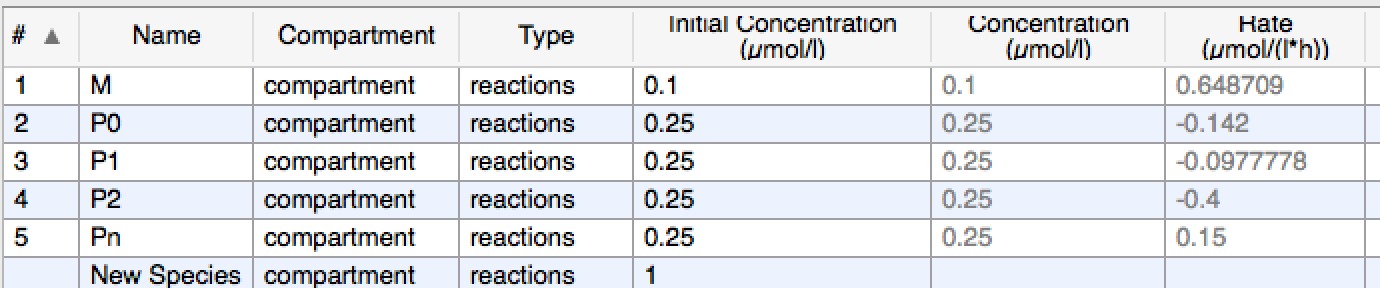 # ▲ Name Compartment Type Initial Concentration (µmol/l) Concentration (µmol/l) Rate (µmol/(l*h))
1 M compartment reactions 0.1 0.1 0.648709
2 P0 compartment reactions 0.25 0.25 -0.142
3 P1 compartment reactions 0.25 0.25 -0.0977778
4 P2 compartment reactions 0.25 0.25 -0.4
5 Pn compartment reactions 0.25 0.25 0.15
New Species compartment reactions 1